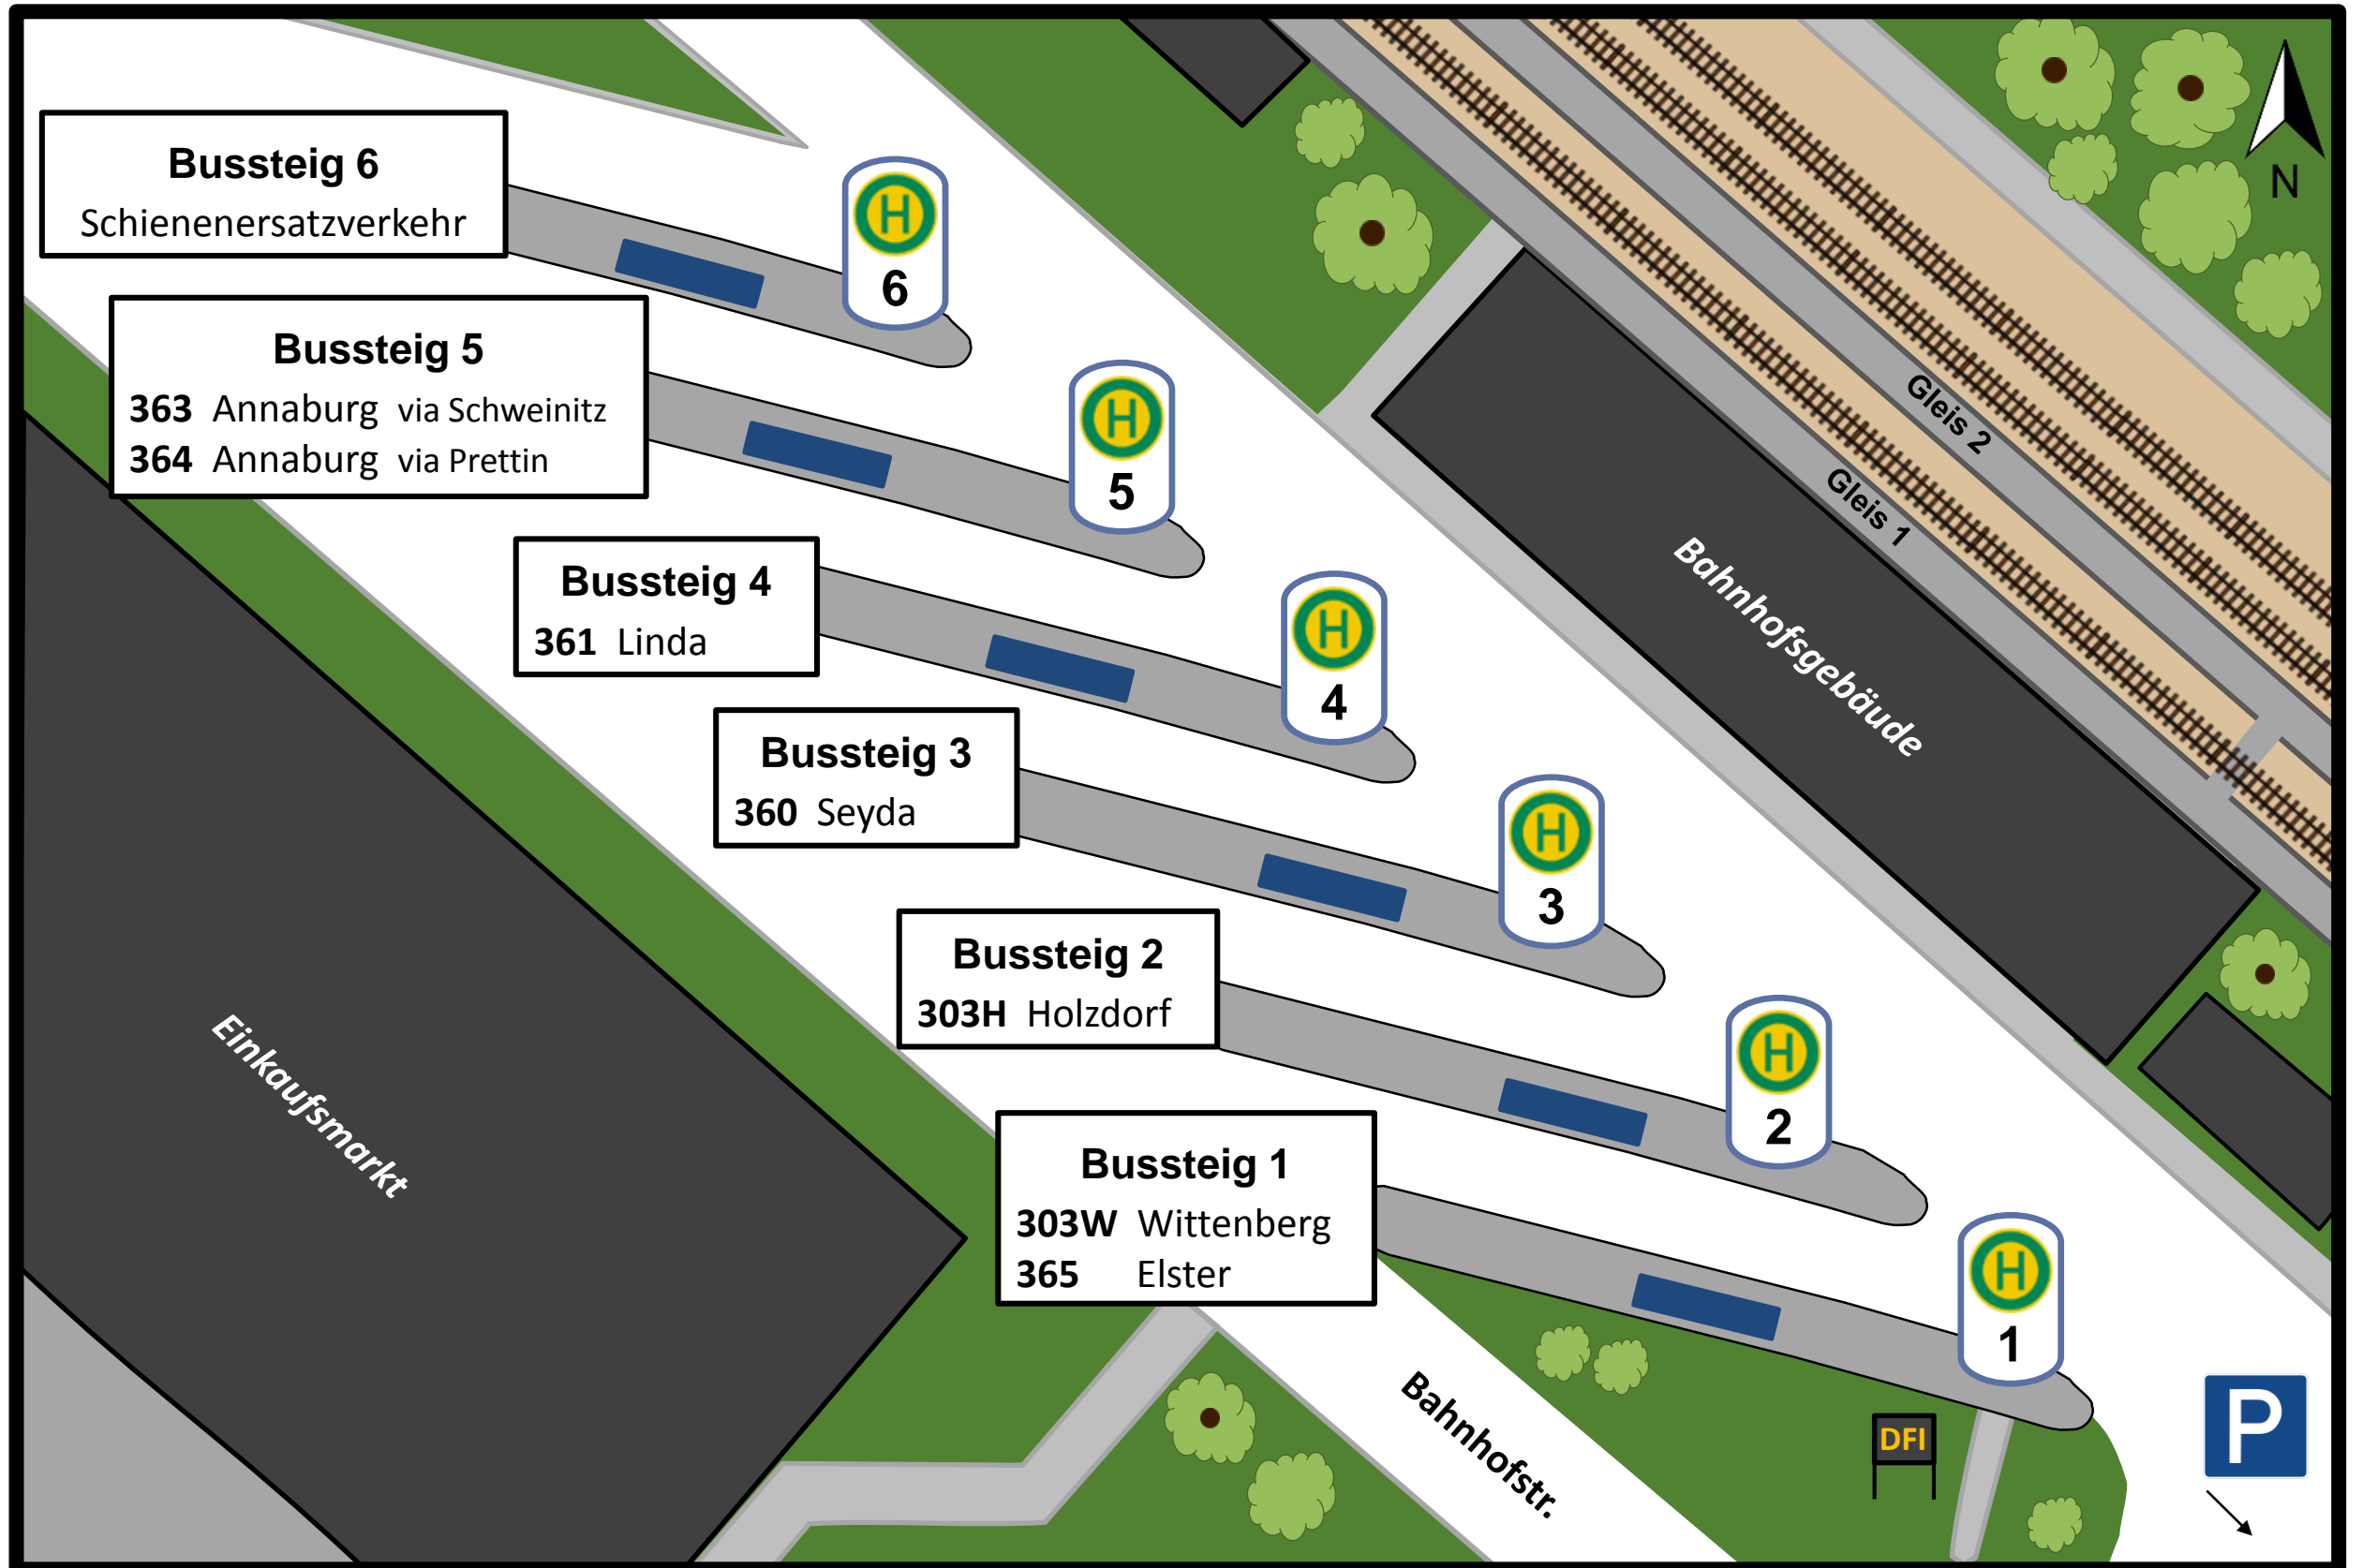 N
Bussteig 6
Schienenersatzverkehr
H
6
Bussteig 5
363 Annaburg via Schweinitz
364 Annaburg via Prettin
H
5
Gleis 2
Gleis 1
Bussteig 4
361 Linda
H
4
Bahnhofsgebäude
Bussteig 3
360 Seyda
H
3
Bussteig 2
303H Holzdorf
H
2
Einkaufsmarkt
Bussteig 1
303W Wittenberg
365 Elster
H
1
Bahnhofstr.
DFI
P